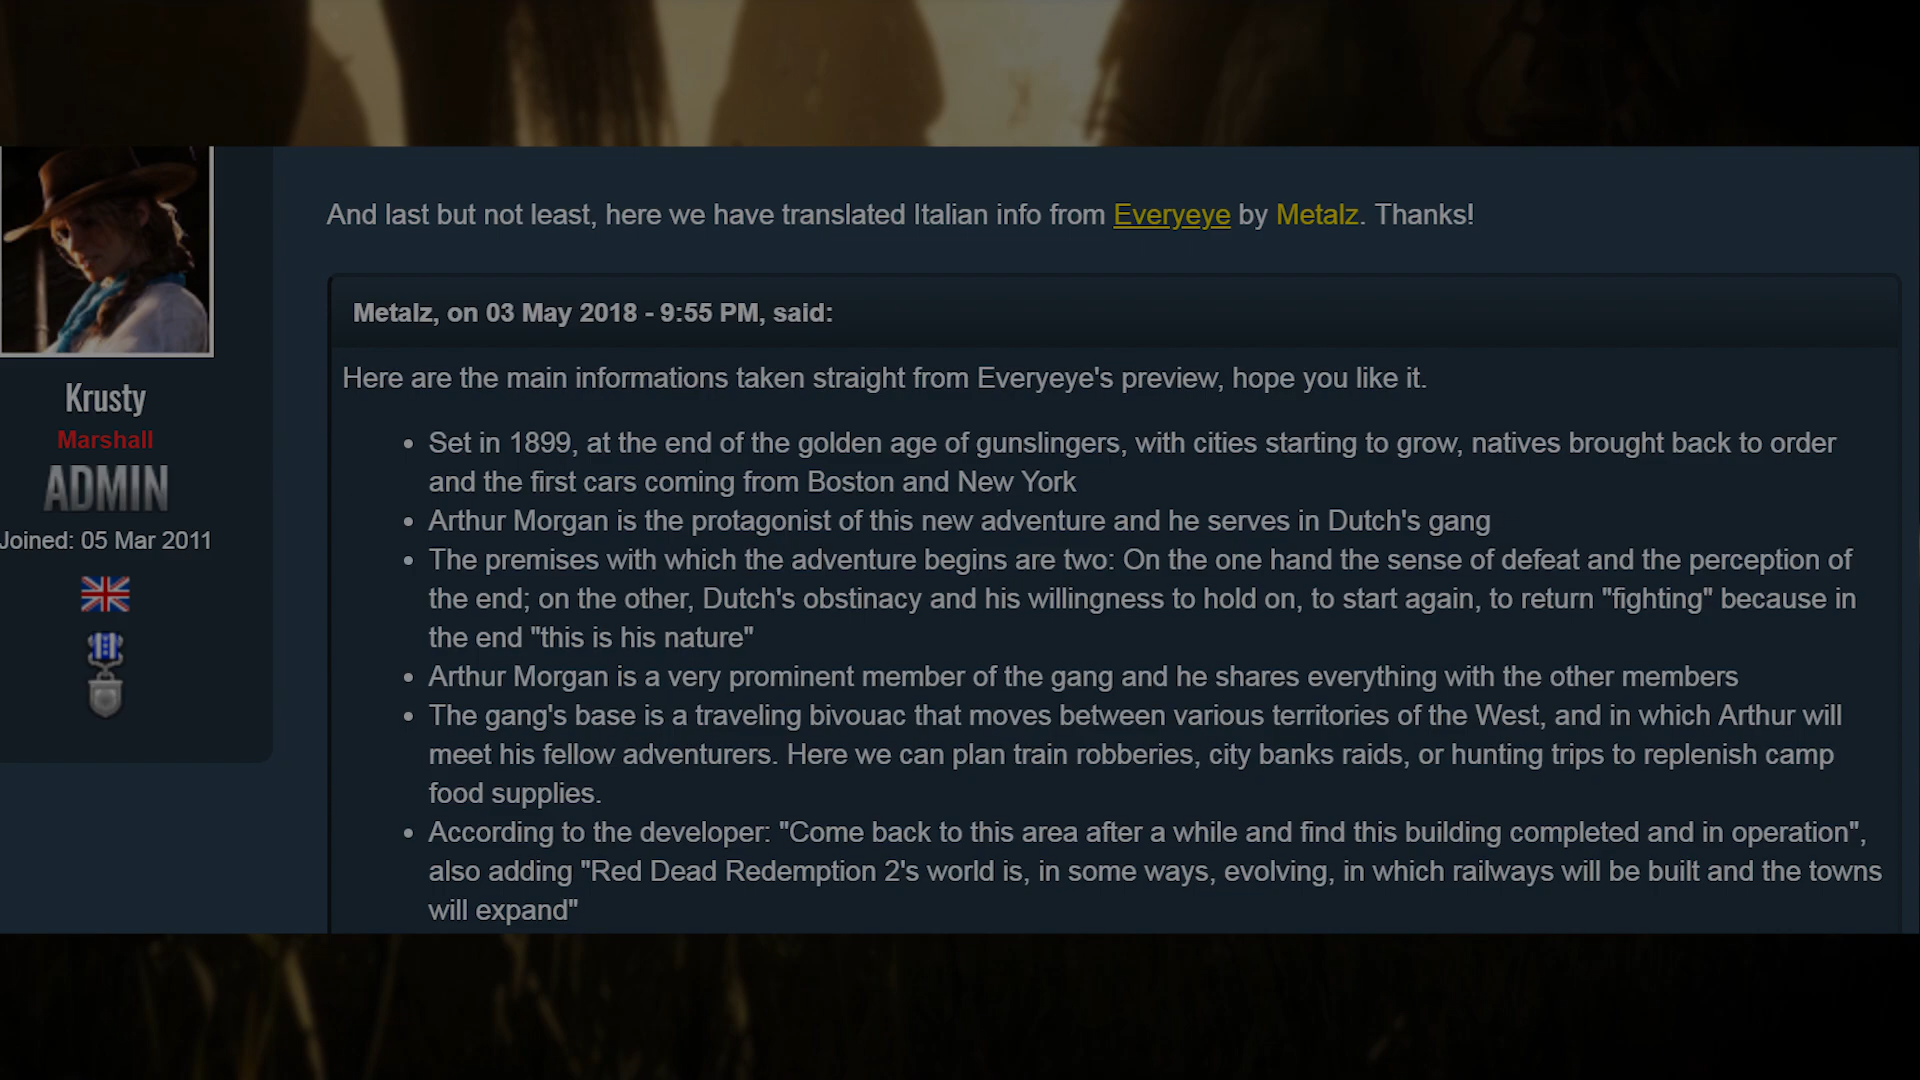 And last but not least, here we have translated Italian info from Everyeye by Metalz. Thanks!
Krusty
Marshall
ADMIN
Joined: 05 Mar 2011
Metalz, on 03 May 2018 - 9:55 PM, said:
Here are the main informations taken straight from Everyeye's preview, hope you like it.
• Set in 1899, at the end of the golden age of gunslingers, with cities starting to grow, natives brought back to order
and the first cars coming from Boston and New York
• Arthur Morgan is the protagonist of this new adventure and he serves in Dutch's gang
• The premises with which the adventure begins are two: On the one hand the sense of defeat and the perception of
the end; on the other, Dutch's obstinacy and his willingness to hold on, to start again, to return "fighting" because in
the end "this is his nature"
• Arthur Morgan is a very prominent member of the gang and he shares everything with the other members
• The gang's base is a traveling bivouac that moves between various territories of the West, and in which Arthur will
meet his fellow adventurers. Here we can plan train robberies, city banks raids, or hunting trips to replenish camp
food supplies.
• According to the developer: "Come back to this area after a while and find this building completed and in operation",
also adding "Red Dead Redemption 2's world is, in some ways, evolving, in which railways will be built and the towns
will expand"